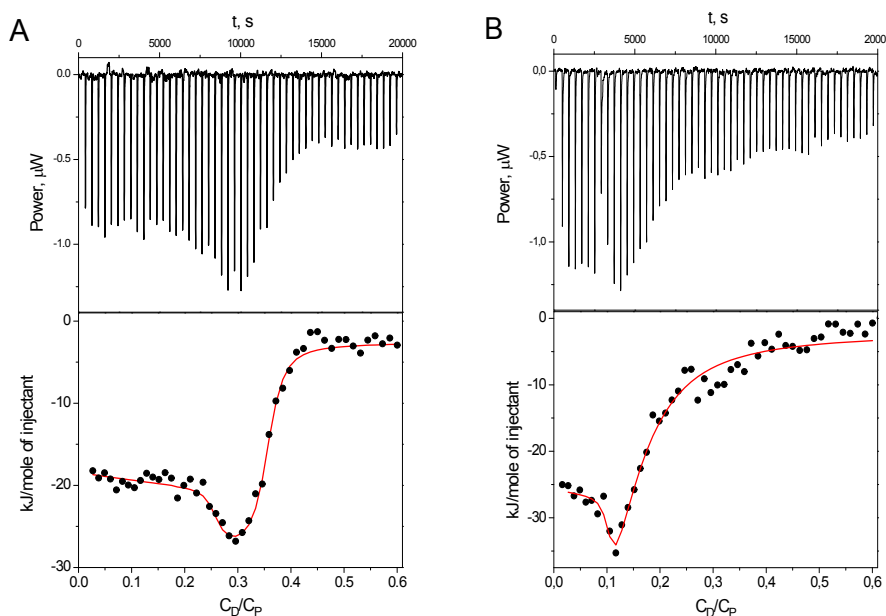 A
t, s
0 5000 10000 15000 20000
0.0
-0.5
-1.0
Power, µW
0
-10
-20
-30
kJ/mole of injectant
0.0 0.1 0.2 0.3 0.4 0.5 0.6
C_D/C_P
B
t, s
0 5000 10000 15000 2000
0,0
-0,5
-1,0
Power, µW
0
-10
-20
-30
kJ/mole of injectant
0,0 0,1 0,2 0,3 0,4 0,5 0,6
C_D/C_P